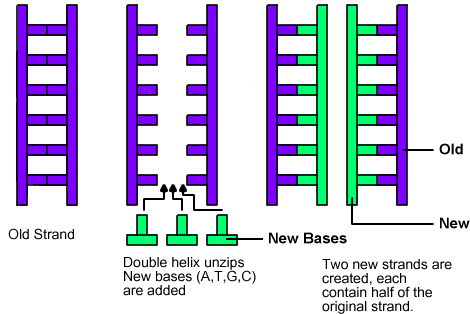 Old
New
Old Strand
New Bases
Double helix unzips
New bases (A,T,G,C)
are added
Two new strands are
created, each
contain half of the
original strand.